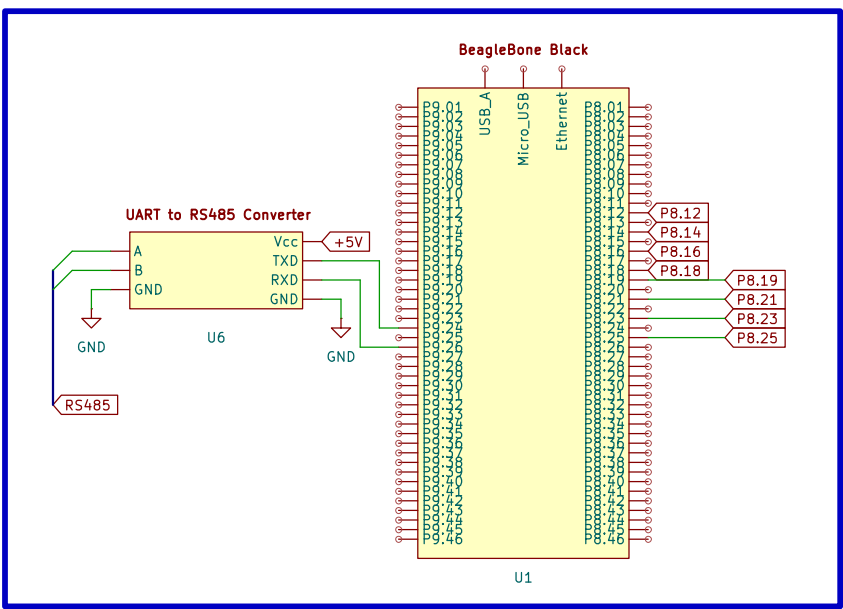 BeagleBone Black
USB_A
Micro_USB
Ethernet
P9.01
P9.02
P9.03
P9.04
P9.05
P9.06
P9.07
P9.08
P9.09
P9.10
P9.11
P9.12
P9.13
P9.14
P9.15
P9.16
P9.17
P9.18
P9.19
P9.20
P9.21
P9.22
P9.23
P9.24
P9.25
P9.26
P9.27
P9.28
P9.29
P9.30
P9.31
P9.32
P9.33
P9.34
P9.35
P9.36
P9.37
P9.38
P9.39
P9.40
P9.41
P9.42
P9.43
P9.44
P9.45
P9.46
P8.01
P8.02
P8.03
P8.04
P8.05
P8.06
P8.07
P8.08
P8.09
P8.10
P8.11
P8.12
P8.13
P8.14
P8.15
P8.16
P8.17
P8.18
P8.19
P8.20
P8.21
P8.22
P8.23
P8.24
P8.25
P8.26
P8.27
P8.28
P8.29
P8.30
P8.31
P8.32
P8.33
P8.34
P8.35
P8.36
P8.37
P8.38
P8.39
P8.40
P8.41
P8.42
P8.43
P8.44
P8.45
P8.46
P8.12
P8.14
P8.16
P8.18
P8.19
P8.21
P8.23
P8.25
U1
UART to RS485 Converter
A
B
GND
Vcc
TXD
RXD
GND
+5V
U6
GND
GND
RS485